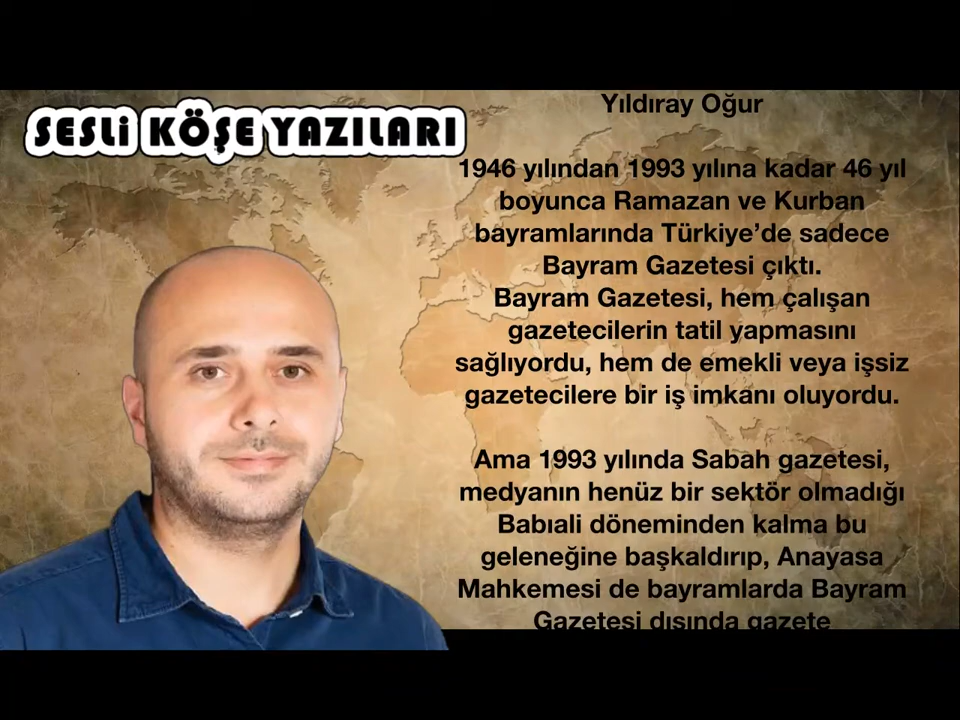 SESLİ KÖŞE YAZILARI
Yıldıray Oğur
1946 yılından 1993 yılına kadar 46 yıl
boyunca Ramazan ve Kurban
bayramlarında Türkiye’de sadece
Bayram Gazetesi çıktı.
Bayram Gazetesi, hem çalışan
gazetecilerin tatil yapmasını
sağlıyordu, hem de emekli veya işsiz
gazetecilere bir iş imkanı oluyordu.
Ama 1993 yılında Sabah gazetesi,
medyanın henüz bir sektör olmadığı
Babıali döneminden kalma bu
geleneğine başkaldırıp, Anayasa
Mahkemesi de bayramlarda Bayram
Gazetesi dışında gazete